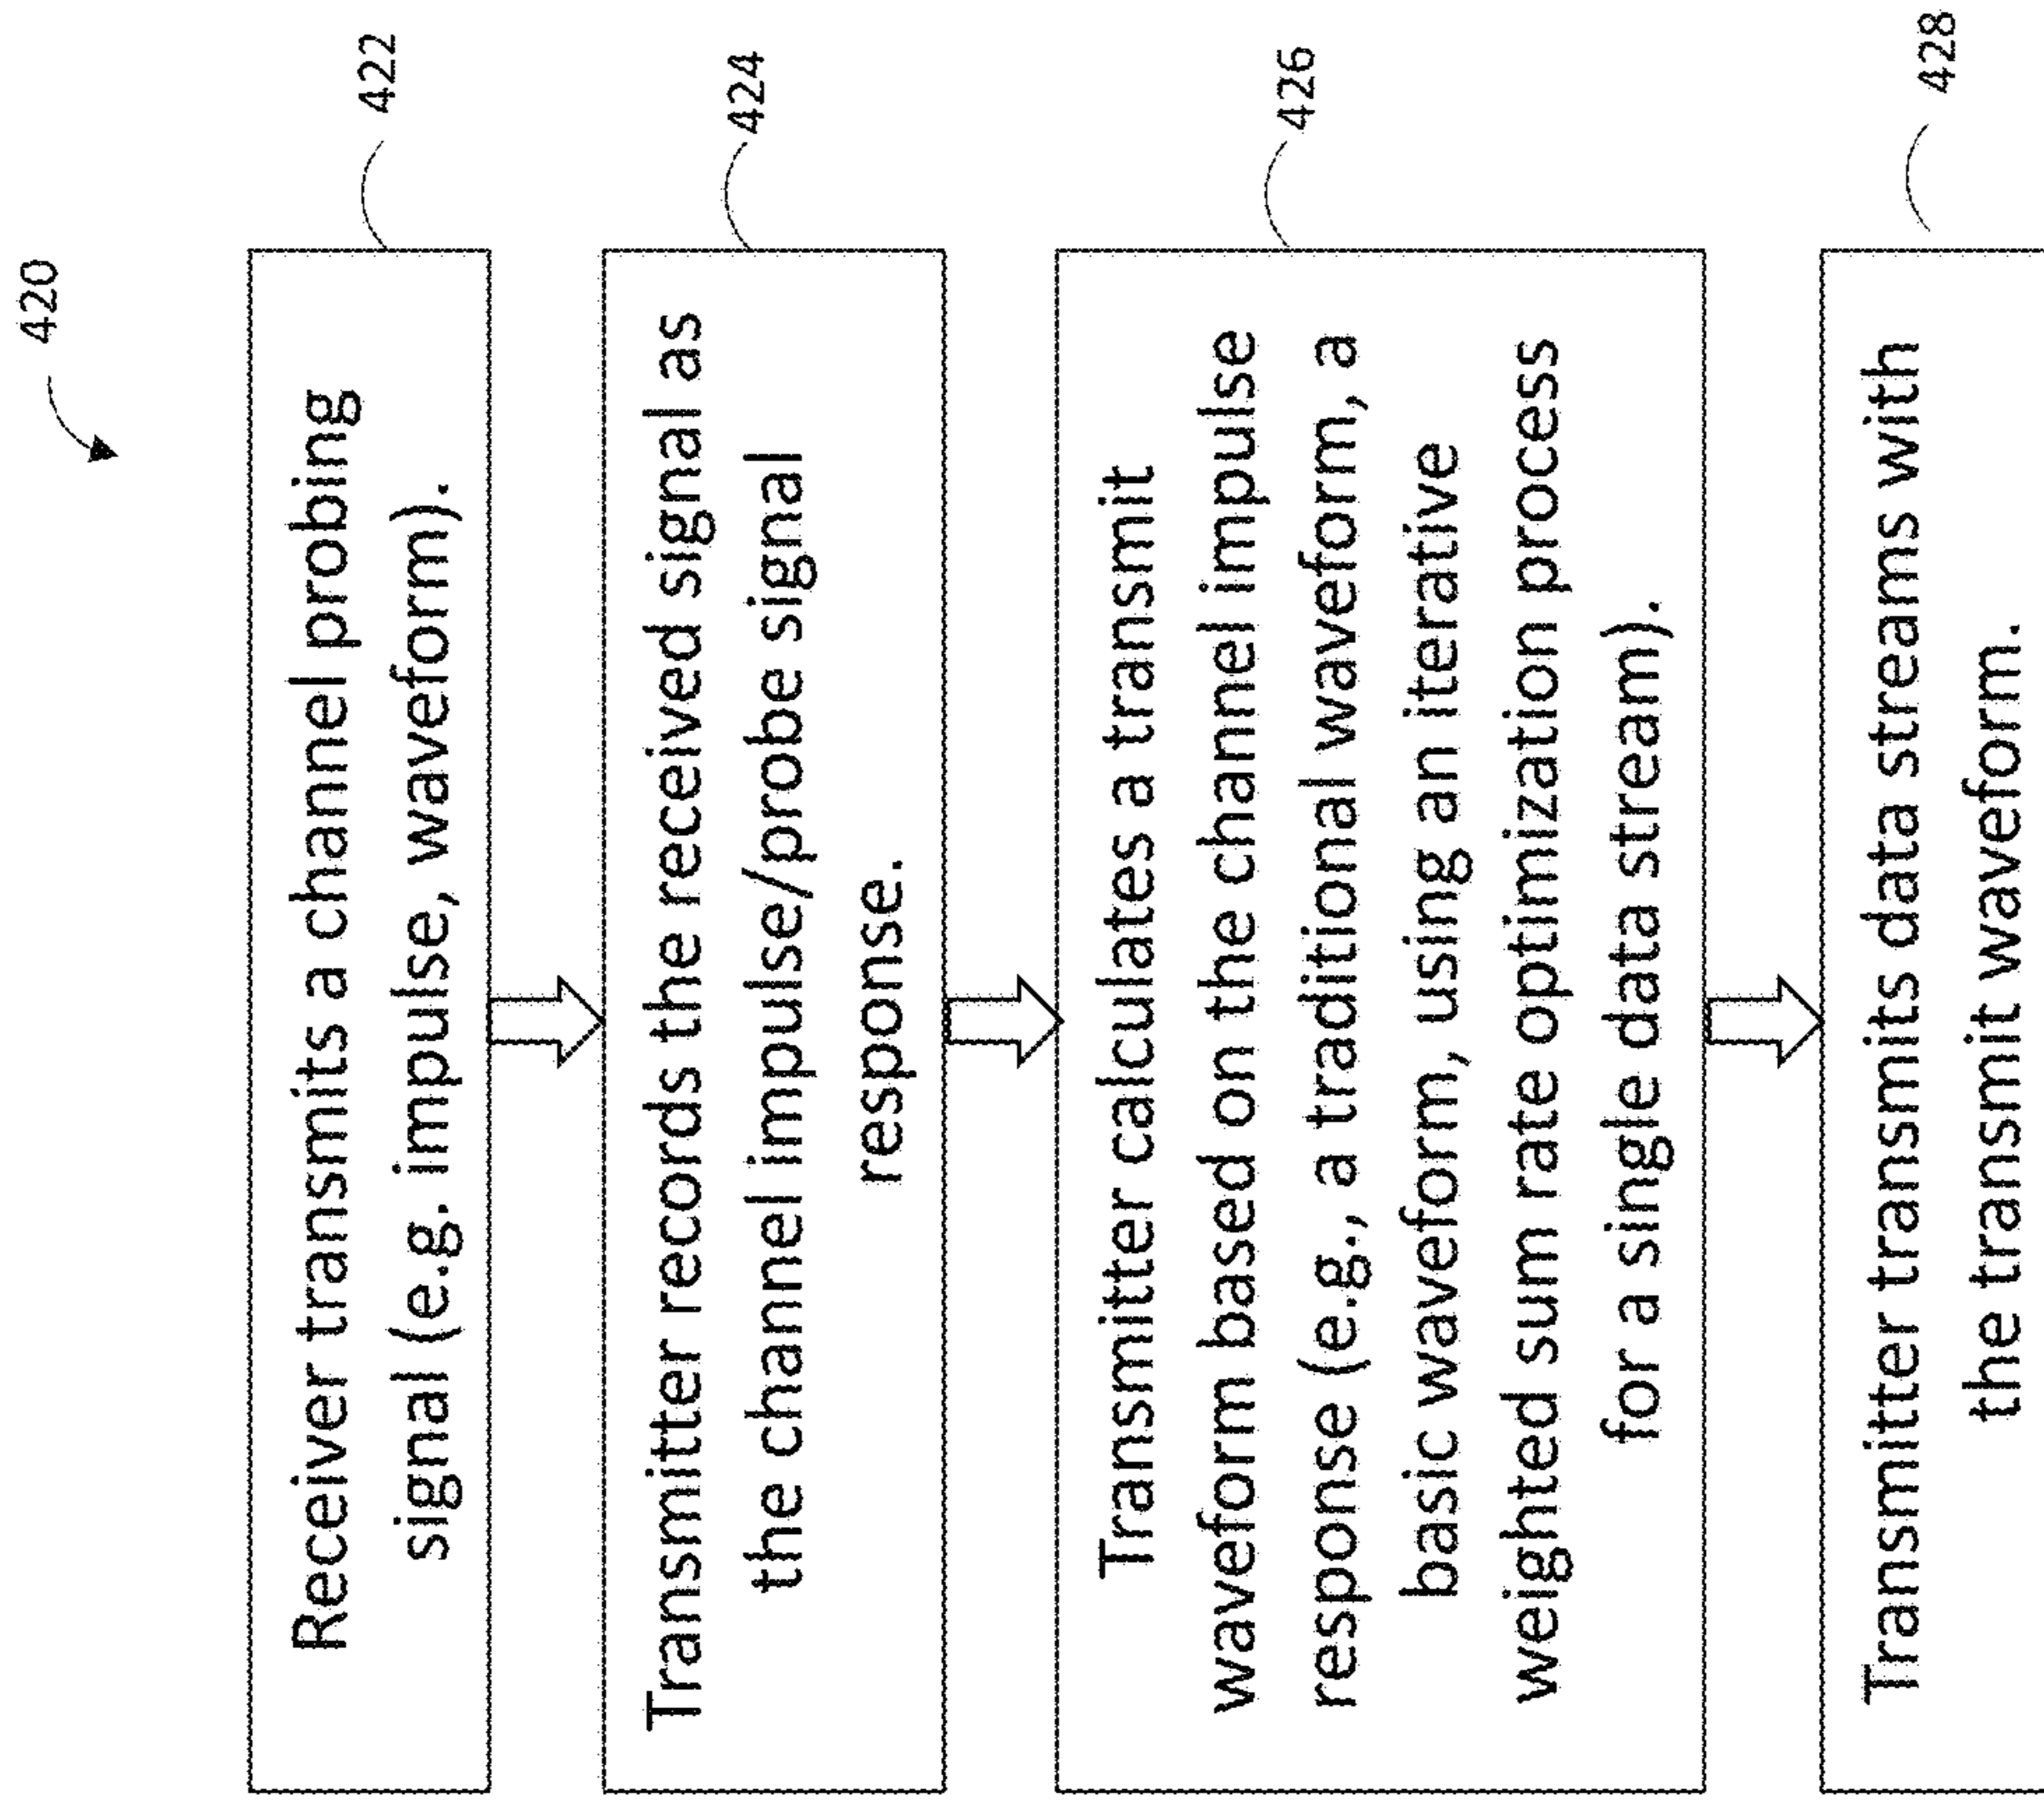 420
Receiver transmits a channel probing
signal (e.g. impulse, waveform).
422
Transmitter records the received signal as
the channel impulse/probe signal
response.
424
Transmitter calculates a transmit
waveform based on the channel impulse
response (e.g., a traditional waveform, a
basic waveform, using an iterative
weighted sum rate optimization process
for a single data stream).
426
Transmitter transmits data streams with
the transmit waveform.
428